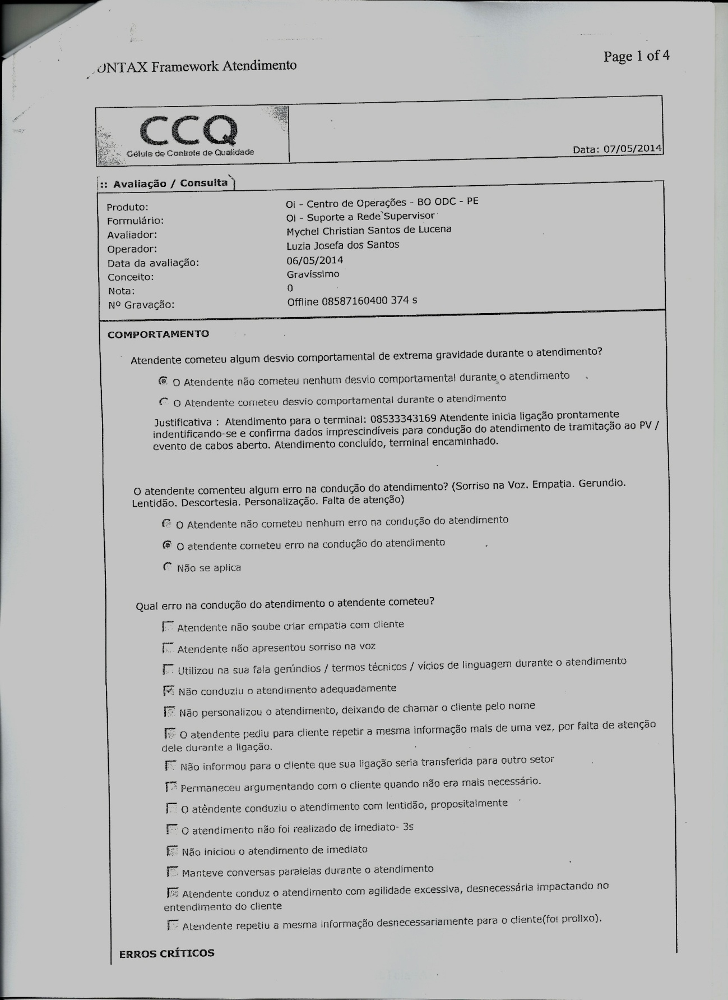 ONTAX Framework Atendimento
Page 1 of 4
CCQ
Célula de Controle de Qualidade
Data: 07/05/2014
:: Avaliação / Consulta
Produto: Oi - Centro de Operações - BO ODC - PE
Formulário: Oi - Suporte a Rede Supervisor
Avaliador: Mychel Christian Santos de Lucena
Operador: Luzia Josefa dos Santos
Data da avaliação: 06/05/2014
Conceito: Gravíssimo
Nota: 0
Nº Gravação: Offline 08587160400 374 s
COMPORTAMENTO
Atendente cometeu algum desvio comportamental de extrema gravidade durante o atendimento?
O Atendente não cometeu nenhum desvio comportamental durante o atendimento
O Atendente cometeu desvio comportamental durante o atendimento
Justificativa : Atendimento para o terminal: 08533343169 Atendente inicia ligação prontamente
indentificando-se e confirma dados imprescindíveis para condução do atendimento de tramitação ao PV /
evento de cabos aberto. Atendimento concluído, terminal encaminhado.
O atendente comenteu algum erro na condução do atendimento? (Sorriso na Voz. Empatia. Gerundio.
Lentidão. Descortesia. Personalização. Falta de atenção)
O Atendente não cometeu nenhum erro na condução do atendimento
O atendente cometeu erro na condução do atendimento
Não se aplica
Qual erro na condução do atendimento o atendente cometeu?
Atendente não soube criar empatia com cliente
Atendente não apresentou sorriso na voz
Utilizou na sua fala gerúndios / termos técnicos / vícios de linguagem durante o atendimento
Não conduziu o atendimento adequadamente
Não personalizou o atendimento, deixando de chamar o cliente pelo nome
O atendente pediu para cliente repetir a mesma informação mais de uma vez, por falta de atenção
dele durante a ligação.
Não informou para o cliente que sua ligação seria transferida para outro setor
Permaneceu argumentando com o cliente quando não era mais necessário.
O atendente conduziu o atendimento com lentidão, propositalmente
O atendimento não foi realizado de imediato- 3s
Não iniciou o atendimento de imediato
Manteve conversas paralelas durante o atendimento
Atendente conduz o atendimento com agilidade excessiva, desnecessária impactando no
entendimento do cliente
Atendente repetiu a mesma informação desnecessariamente para o cliente(foi prolixo).
ERROS CRÍTICOS